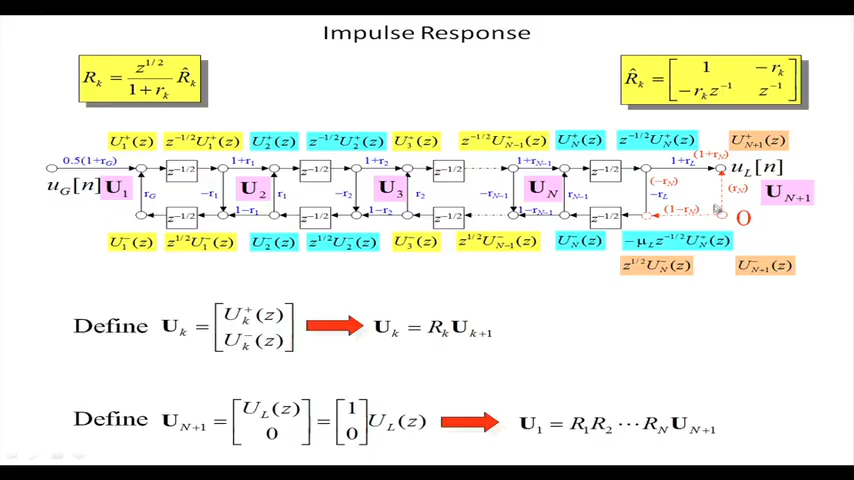 Impulse Response
R_k = z^{1/2} / (1 + r_k) R̂_k
R̂_k = [1 −r_k; −r_k z^{-1} z^{-1}]
U_1^+(z) z^{-1/2}U_1^+(z) U_2^+(z) z^{-1/2}U_2^+(z) U_3^+(z) z^{-1/2}U_{N-1}^+(z) U_N^+(z) z^{-1/2}U_N^+(z) U_{N+1}^+(z)
0.5(1+r_G) 1+r_1 1+r_2 1+r_{N-1} 1+r_L (1+r_N)
z^{-1/2} z^{-1/2} z^{-1/2} z^{-1/2}
u_G[n] U_1 r_G −r_1 U_2 r_1 −r_2 U_3 r_2 −r_{N-1} U_N r_{N-1} (−r_N) −r_L u_L[n] (r_N) U_{N+1}
z^{-1/2} 1−r_1 z^{-1/2} 1−r_2 z^{-1/2} 1−r_{N-1} z^{-1/2} (1−r_N) 0
U_1^-(z) z^{1/2}U_1^-(z) U_2^-(z) z^{1/2}U_2^-(z) U_3^-(z) z^{1/2}U_{N-1}^-(z) U_N^-(z) −μ_L z^{-1/2}U_N^+(z)
z^{1/2}U_N^-(z) U_{N+1}^-(z)
Define U_k = [U_k^+(z); U_k^-(z)] U_k = R_k U_{k+1}
Define U_{N+1} = [U_L(z); 0] = [1; 0] U_L(z) U_1 = R_1 R_2 ⋯ R_N U_{N+1}